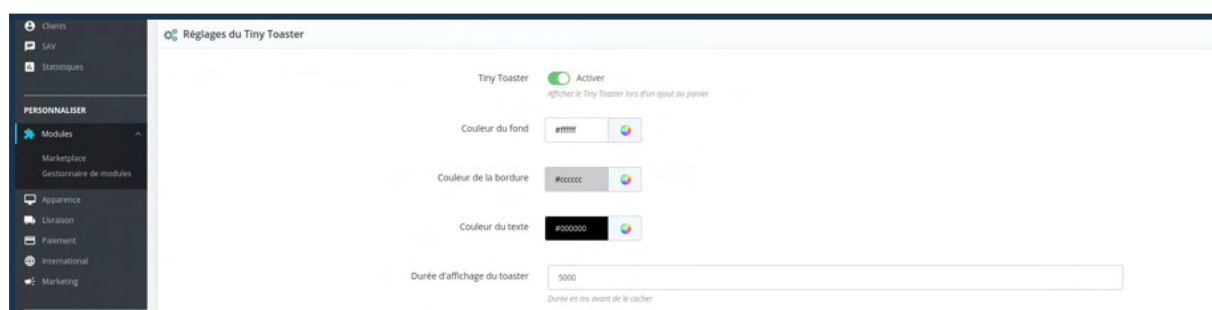 Clients
SAV
Statistiques
PERSONNALISER
Modules
Marketplace
Gestionnaire de modules
Apparence
Livraison
Paiement
International
Marketing
Réglages du Tiny Toaster
Tiny Toaster
Activer
Affichez le Tiny Toaster lors d'un ajout au panier
Couleur du fond
#ffffff
Couleur de la bordure
#cccccc
Couleur du texte
#000000
Durée d'affichage du toaster
5000
Durée en ms avant de le cacher